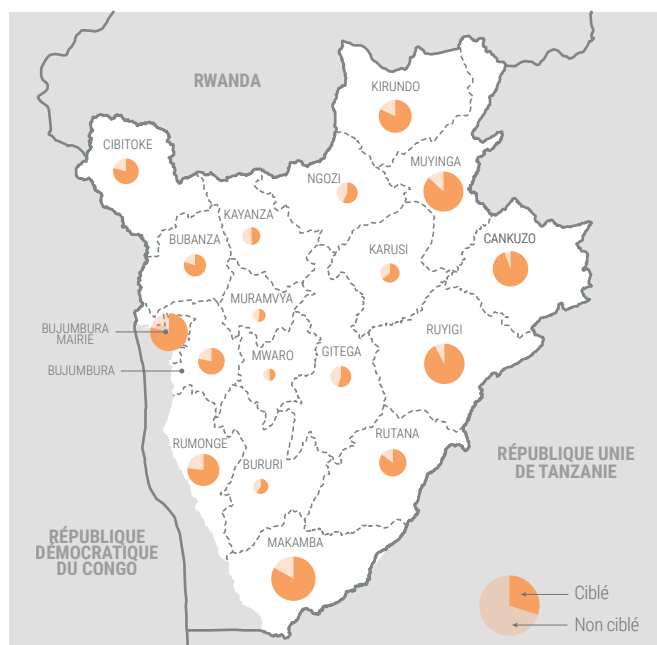 RWANDA
KIRUNDO
CIBITOKE
MUYINGA
NGOZI
KAYANZA
BUBANZA
KARUSI
CANKUZO
MURAMVYA
BUJUMBURA
MAIRIE
RUYIGI
MWARO
GITEGA
BUJUMBURA
RUMONGE
RUTANA
BURURI
RÉPUBLIQUE UNIE
DE TANZANIE
RÉPUBLIQUE
DÉMOCRATIQUE
DU CONGO
MAKAMBA
Ciblé
Non ciblé